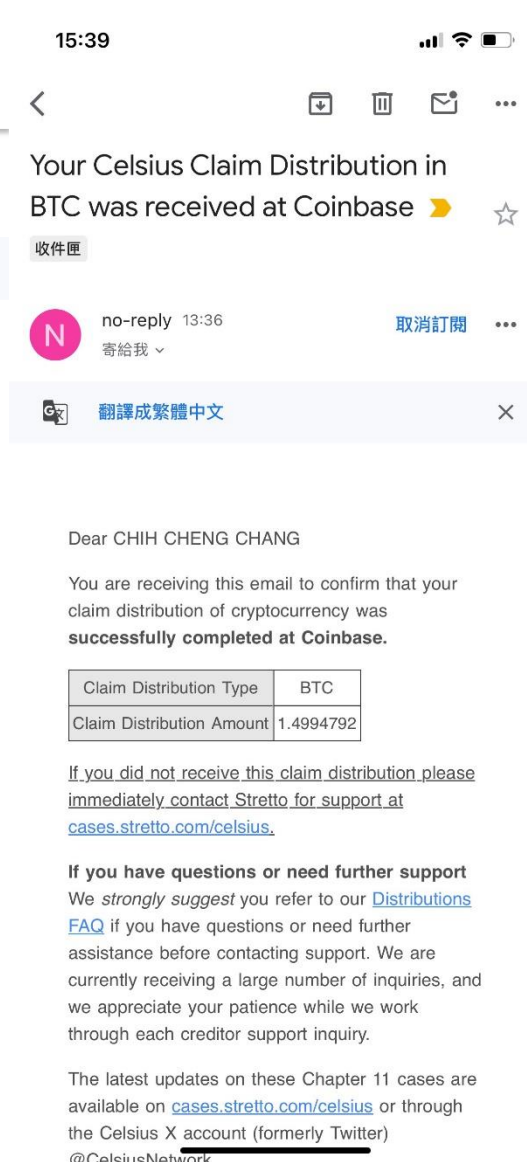 15:39
Your Celsius Claim Distribution in
BTC was received at Coinbase
收件匣
N
no-reply 13:36
取消訂閱
寄給我
翻譯成繁體中文
Dear CHIH CHENG CHANG
You are receiving this email to confirm that your
claim distribution of cryptocurrency was
successfully completed at Coinbase.
Claim Distribution Type BTC
Claim Distribution Amount 1.4994792
If you did not receive this claim distribution please
immediately contact Stretto for support at
cases.stretto.com/celsius.
If you have questions or need further support
We strongly suggest you refer to our Distributions
FAQ if you have questions or need further
assistance before contacting support. We are
currently receiving a large number of inquiries, and
we appreciate your patience while we work
through each creditor support inquiry.
The latest updates on these Chapter 11 cases are
available on cases.stretto.com/celsius or through
the Celsius X account (formerly Twitter)
@CelsiusNetwork